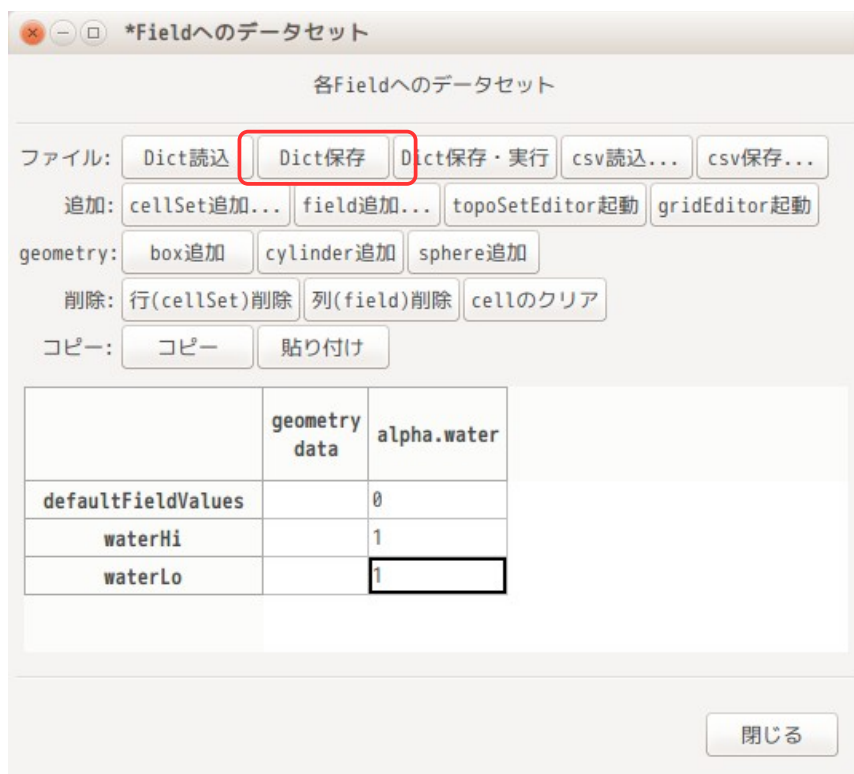 *Fieldへのデータセット
各Fieldへのデータセット
ファイル: Dict読込 Dict保存 Dict保存・実行 csv読込... csv保存...
追加: cellSet追加... field追加... topoSetEditor起動 gridEditor起動
geometry: box追加 cylinder追加 sphere追加
削除: 行(cellSet)削除 列(field)削除 cellのクリア
コピー: コピー 貼り付け
geometry
data alpha.water
defaultFieldValues 0
waterHi 1
waterLo 1
閉じる